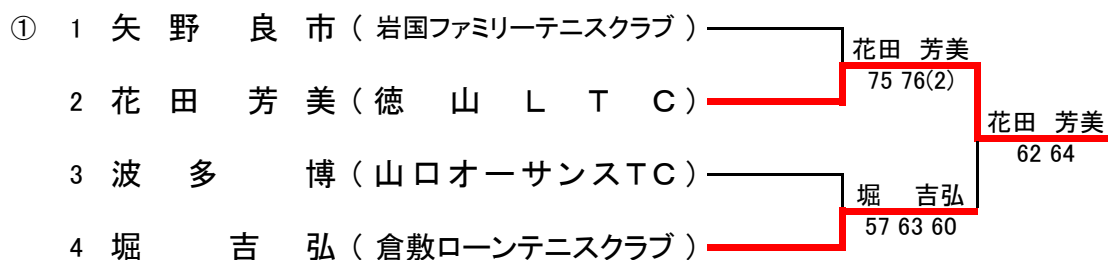 ① 1 矢野 良市 ( 岩国ファミリーテニスクラブ )
花田 芳美
75 76(2)
2 花田 芳美 ( 徳山LTC )
花田 芳美
62 64
3 波多 博 ( 山口オーサンスTC )
堀 吉弘
57 63 60
4 堀 吉弘 ( 倉敷ローンテニスクラブ )